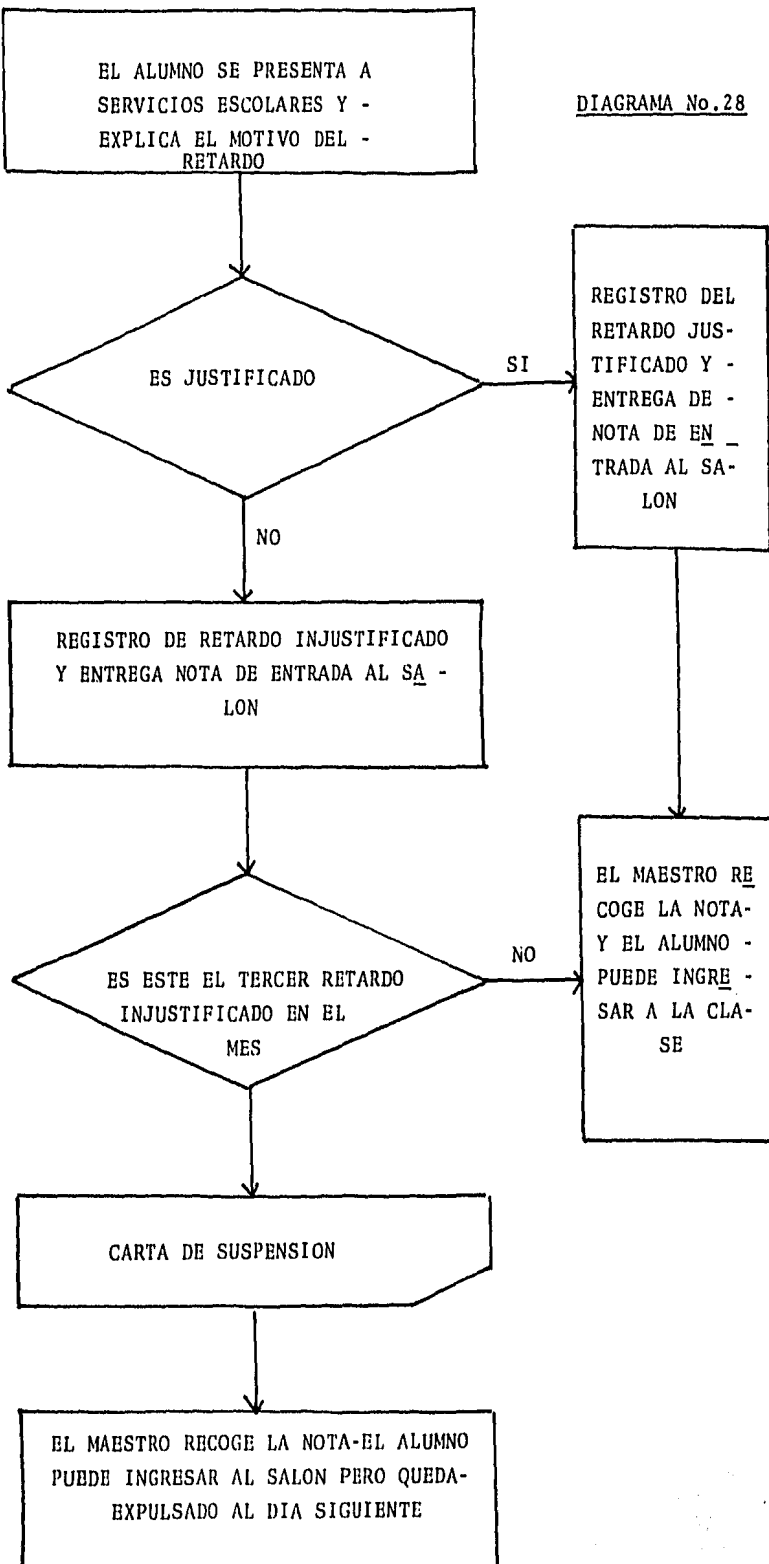 EL ALUMNO SE PRESENTA A
SERVICIOS ESCOLARES Y -
EXPLICA EL MOTIVO DEL -
RETARDO
DIAGRAMA No.28
ES JUSTIFICADO
SI
REGISTRO DEL
RETARDO JUS-
TIFICADO Y -
ENTREGA DE -
NOTA DE EN _
TRADA AL SA-
LON
NO
REGISTRO DE RETARDO INJUSTIFICADO
Y ENTREGA NOTA DE ENTRADA AL SA -
LON
ES ESTE EL TERCER RETARDO
INJUSTIFICADO EN EL
MES
NO
EL MAESTRO RE
COGE LA NOTA-
Y EL ALUMNO -
PUEDE INGRE -
SAR A LA CLA-
SE
CARTA DE SUSPENSION
EL MAESTRO RECOGE LA NOTA-EL ALUMNO
PUEDE INGRESAR AL SALON PERO QUEDA-
EXPULSADO AL DIA SIGUIENTE